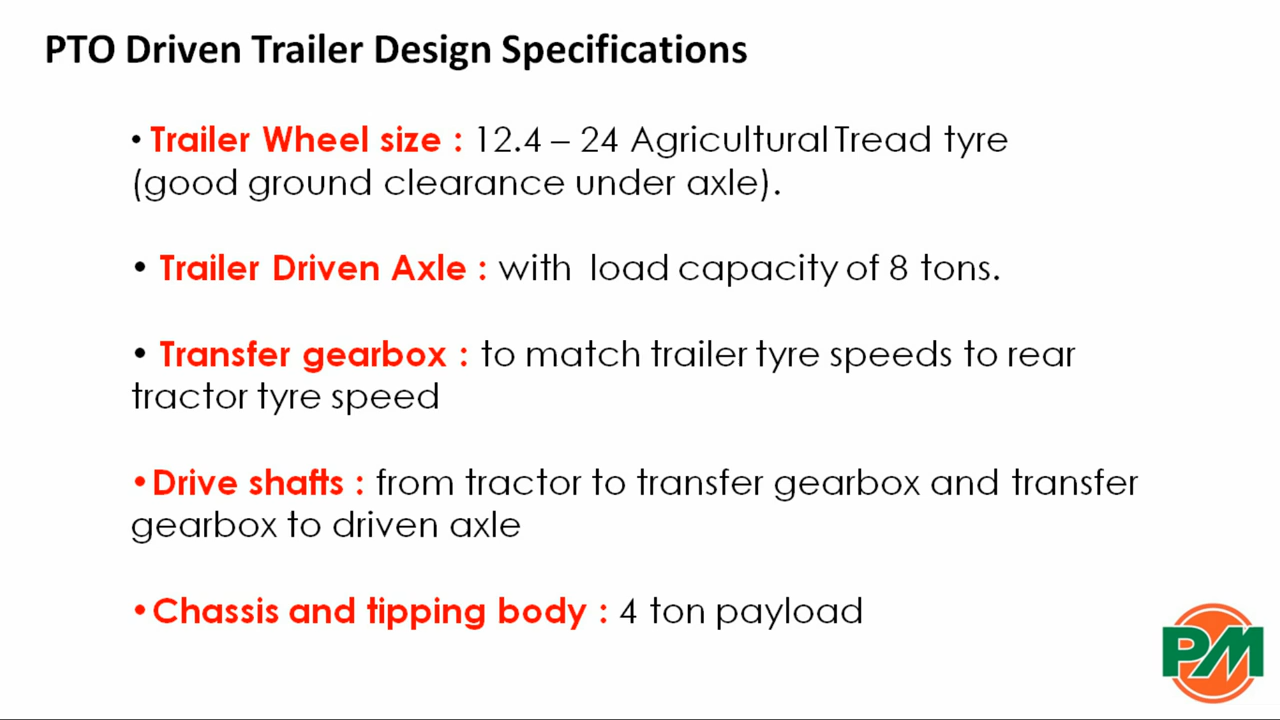 PTO Driven Trailer Design Specifications
• Trailer Wheel size : 12.4 – 24 Agricultural Tread tyre
(good ground clearance under axle).
• Trailer Driven Axle : with load capacity of 8 tons.
• Transfer gearbox : to match trailer tyre speeds to rear
tractor tyre speed
• Drive shafts : from tractor to transfer gearbox and transfer
gearbox to driven axle
• Chassis and tipping body : 4 ton payload
PM